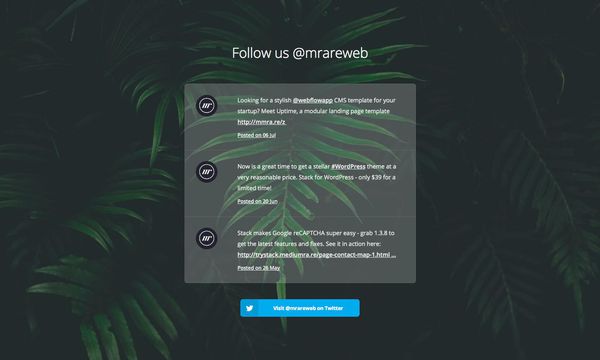 Follow us @mrareweb
mr
Looking for a stylish @webflowapp CMS template for your
startup? Meet Uptime, a modular landing page template
http://mmra.re/z
Posted on 06 Jul
mr
Now is a great time to get a stellar #WordPress theme at a
very reasonable price. Stack for WordPress - only $39 for a
limited time!
Posted on 20 Jun
mr
Stack makes Google reCAPTCHA super easy - grab 1.3.8 to
get the latest features and fixes. See it in action here:
http://trystack.mediumra.re/page-contact-map-1.html ...
Posted on 26 May
Visit @mrareweb on Twitter